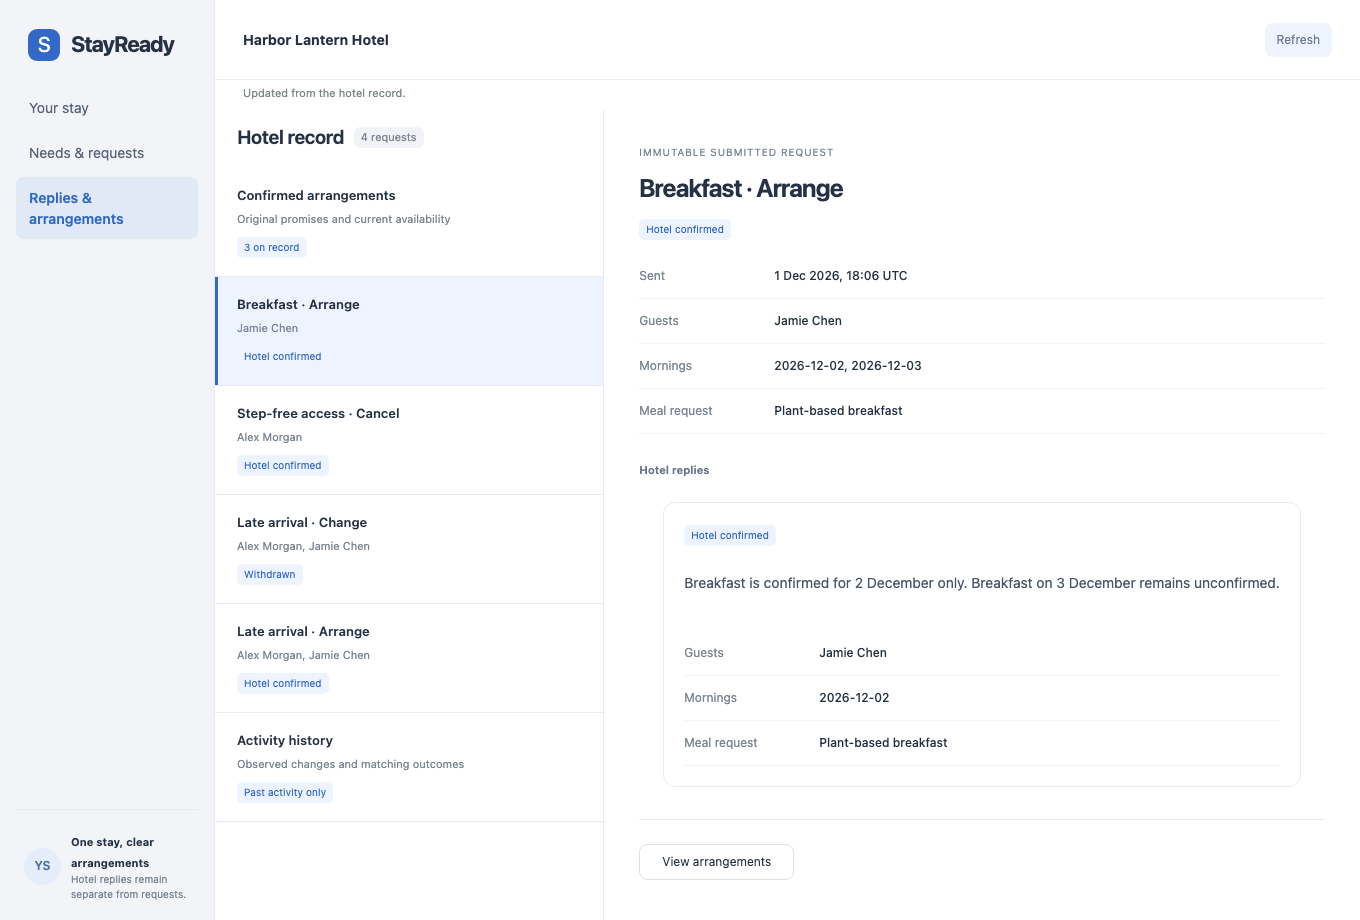 S
StayReady
Your stay
Needs & requests
Replies &
arrangements
YS
One stay, clear
arrangements
Hotel replies remain
separate from requests.
Harbor Lantern Hotel
Refresh
Updated from the hotel record.
Hotel record
4 requests
Confirmed arrangements
Original promises and current availability
3 on record
Breakfast · Arrange
Jamie Chen
Hotel confirmed
Step-free access · Cancel
Alex Morgan
Hotel confirmed
Late arrival · Change
Alex Morgan, Jamie Chen
Withdrawn
Late arrival · Arrange
Alex Morgan, Jamie Chen
Hotel confirmed
Activity history
Observed changes and matching outcomes
Past activity only
IMMUTABLE SUBMITTED REQUEST
Breakfast · Arrange
Hotel confirmed
Sent 1 Dec 2026, 18:06 UTC
Guests Jamie Chen
Mornings 2026-12-02, 2026-12-03
Meal request Plant-based breakfast
Hotel replies
Hotel confirmed
Breakfast is confirmed for 2 December only. Breakfast on 3 December remains unconfirmed.
Guests Jamie Chen
Mornings 2026-12-02
Meal request Plant-based breakfast
View arrangements